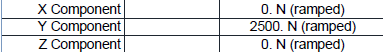 X Component 0. N (ramped)
Y Component 2500. N (ramped)
Z Component 0. N (ramped)